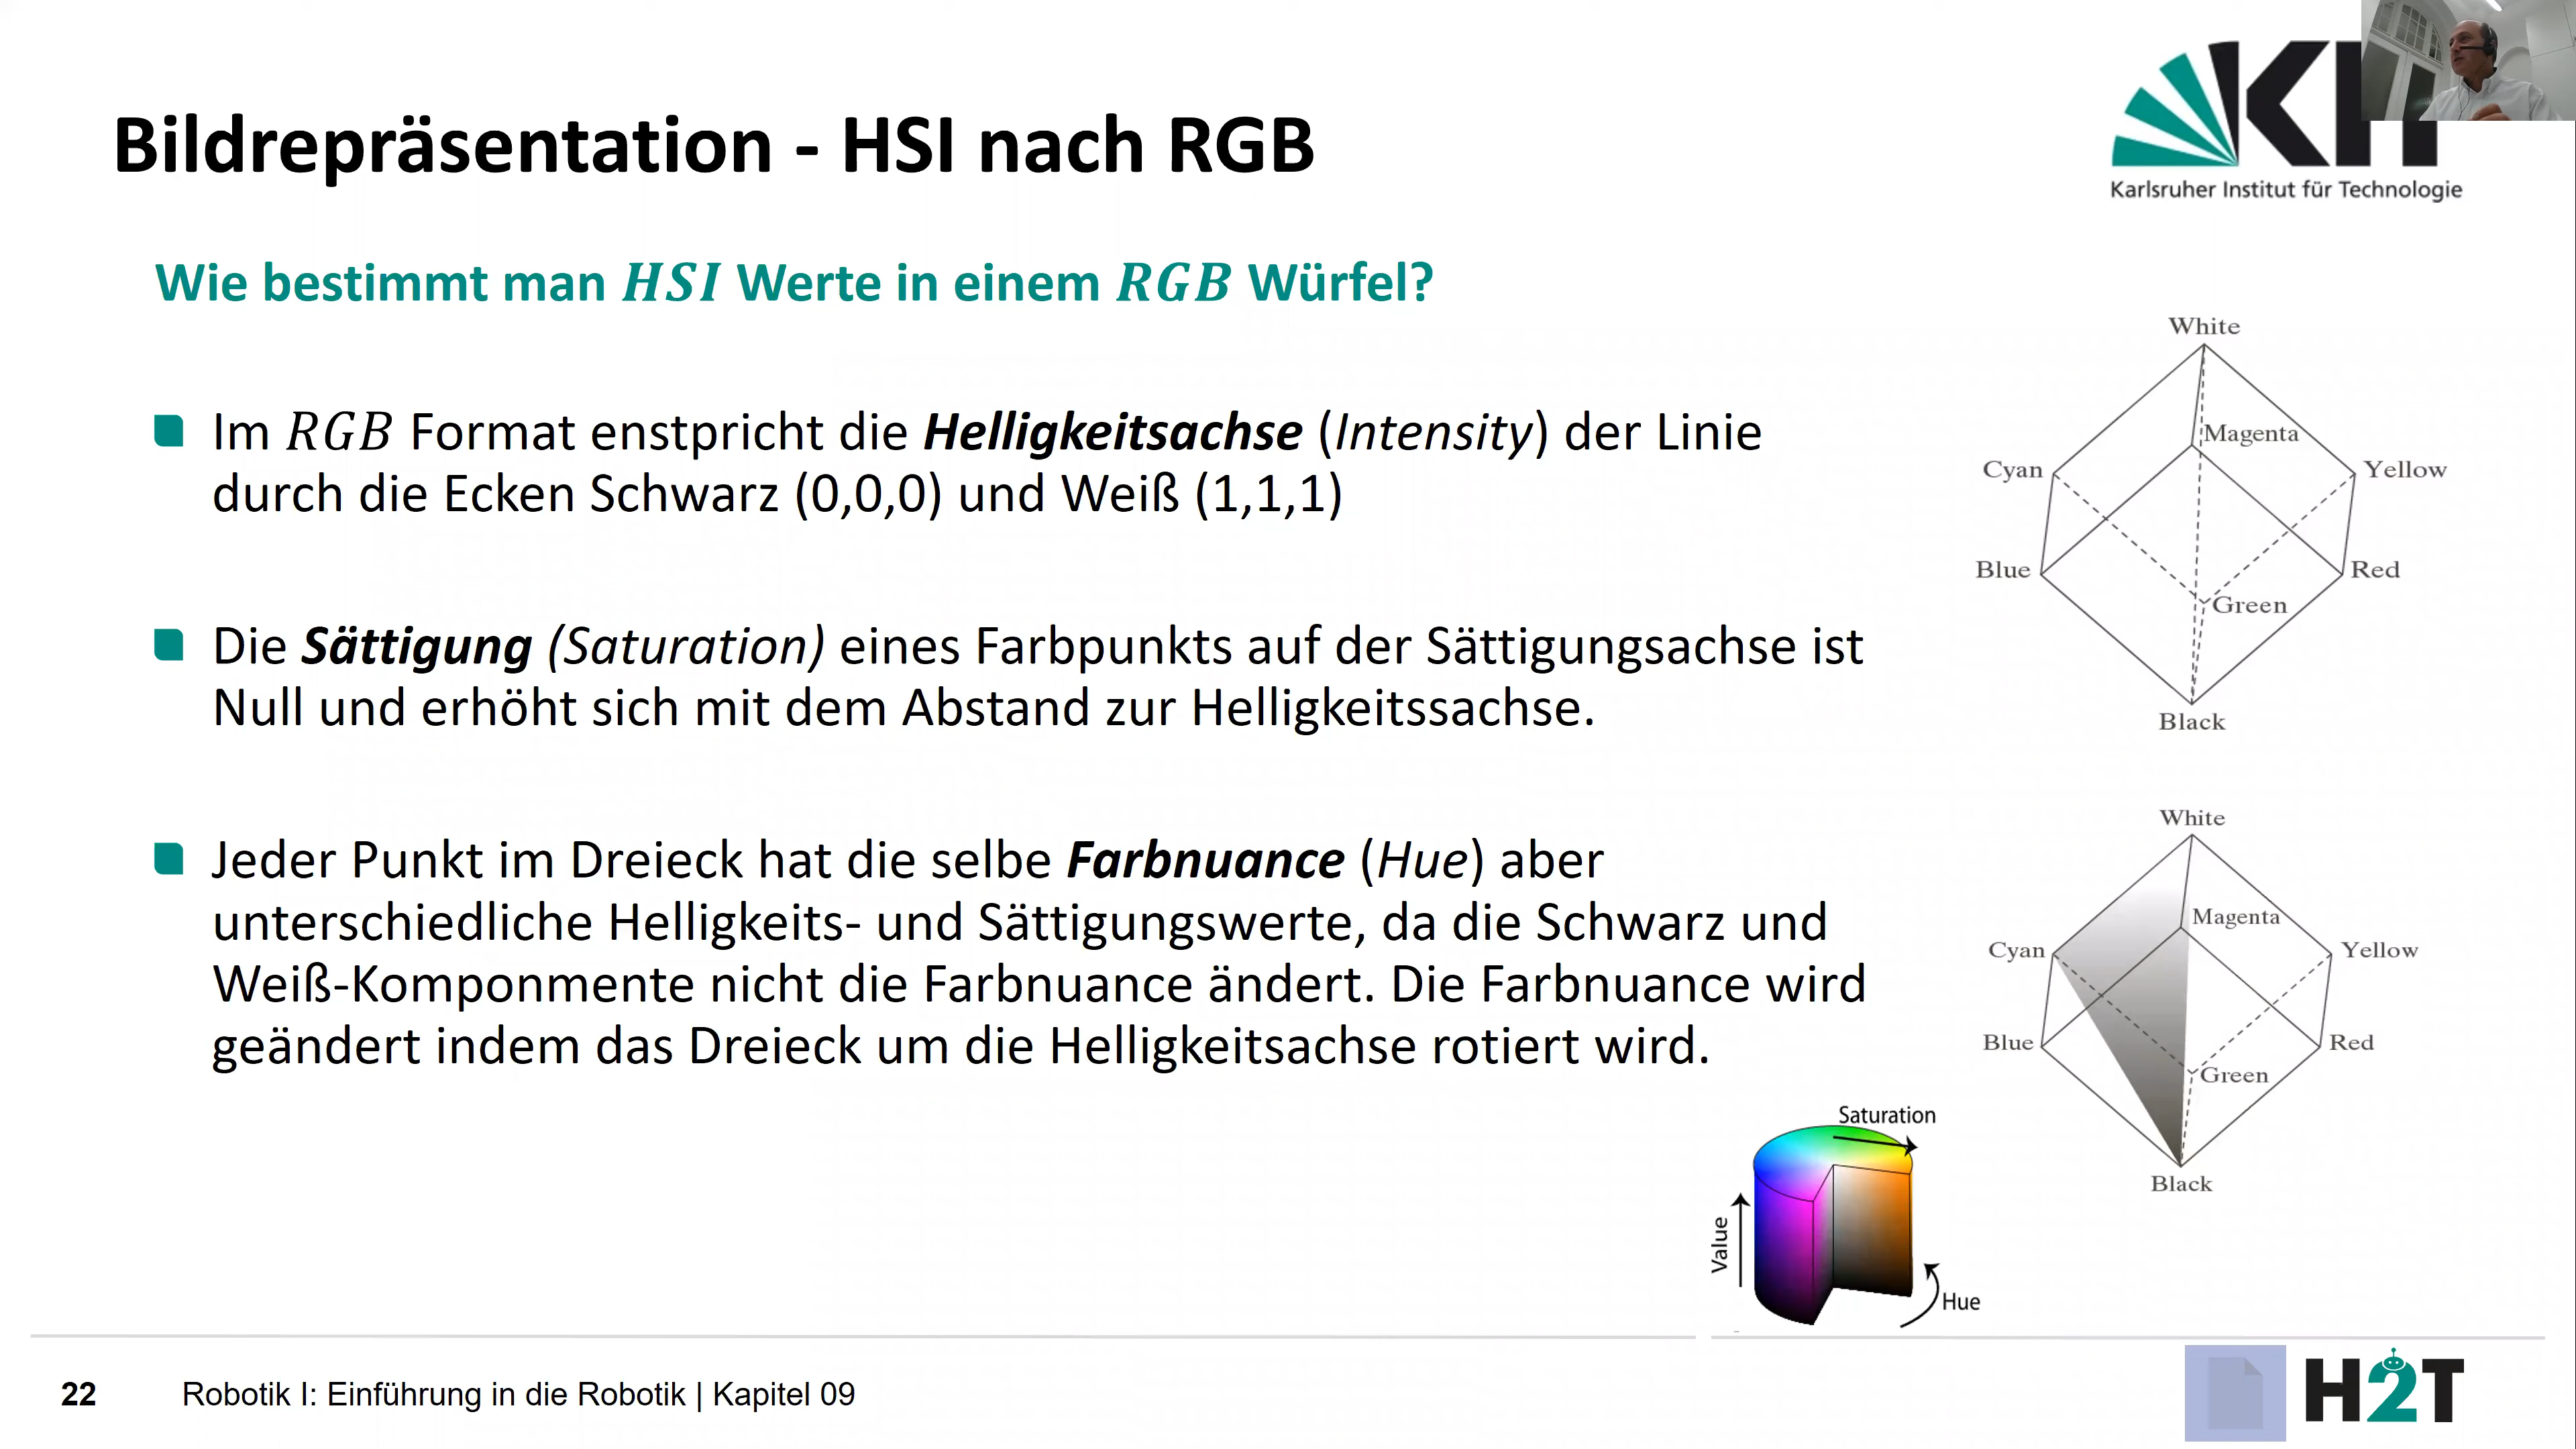 Bildrepräsentation - HSI nach RGB
KIT
Karlsruher Institut für Technologie
Wie bestimmt man HSI Werte in einem RGB Würfel?
Im RGB Format enstpricht die Helligkeitsachse (Intensity) der Linie
durch die Ecken Schwarz (0,0,0) und Weiß (1,1,1)
Die Sättigung (Saturation) eines Farbpunkts auf der Sättigungsachse ist
Null und erhöht sich mit dem Abstand zur Helligkeitssachse.
Jeder Punkt im Dreieck hat die selbe Farbnuance (Hue) aber
unterschiedliche Helligkeits- und Sättigungswerte, da die Schwarz und
Weiß-Komponmente nicht die Farbnuance ändert. Die Farbnuance wird
geändert indem das Dreieck um die Helligkeitsachse rotiert wird.
White
Magenta
Cyan
Yellow
Blue
Red
Green
Black
White
Magenta
Cyan
Yellow
Blue
Red
Green
Black
Saturation
Value
Hue
22
Robotik I: Einführung in die Robotik | Kapitel 09
H2T